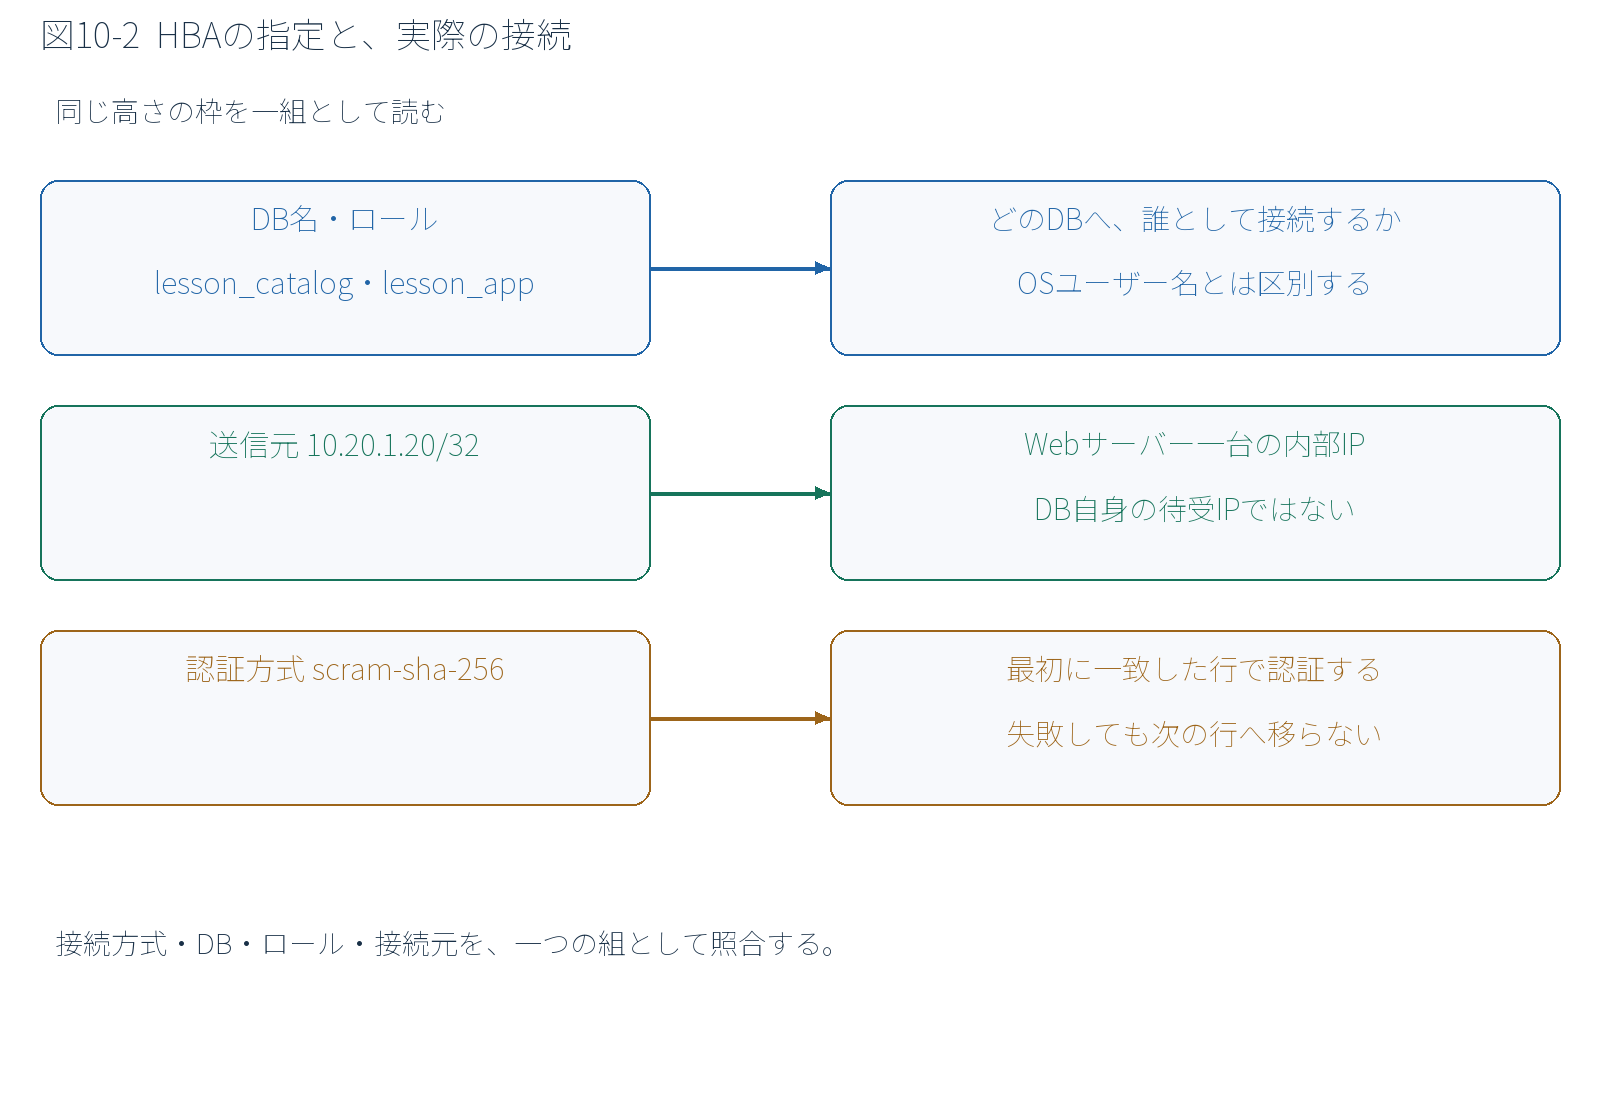 図10-2 HBAの指定と、実際の接続
同じ高さの枠を一組として読む
DB名・ロール
lesson_catalog・lesson_app
どのDBへ、誰として接続するか
OSユーザー名とは区別する
送信元 10.20.1.20/32
Webサーバー一台の内部IP
DB自身の待受IPではない
認証方式 scram-sha-256
最初に一致した行で認証する
失敗しても次の行へ移らない
接続方式・DB・ロール・接続元を、一つの組として照合する。